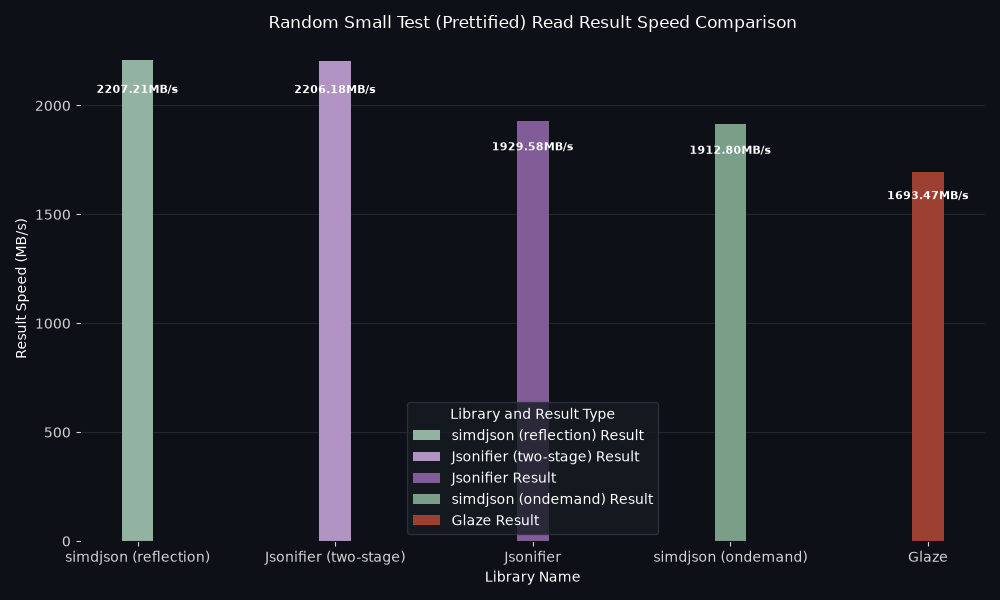 Random Small Test (Prettified) Read Result Speed Comparison
Result Speed (MB/s)
2000
1500
1000
500
0
2207.21MB/s
2206.18MB/s
1929.58MB/s
1912.80MB/s
1693.47MB/s
Library and Result Type
simdjson (reflection) Result
Jsonifier (two-stage) Result
Jsonifier Result
simdjson (ondemand) Result
Glaze Result
simdjson (reflection)
Jsonifier (two-stage)
Jsonifier
simdjson (ondemand)
Glaze
Library Name